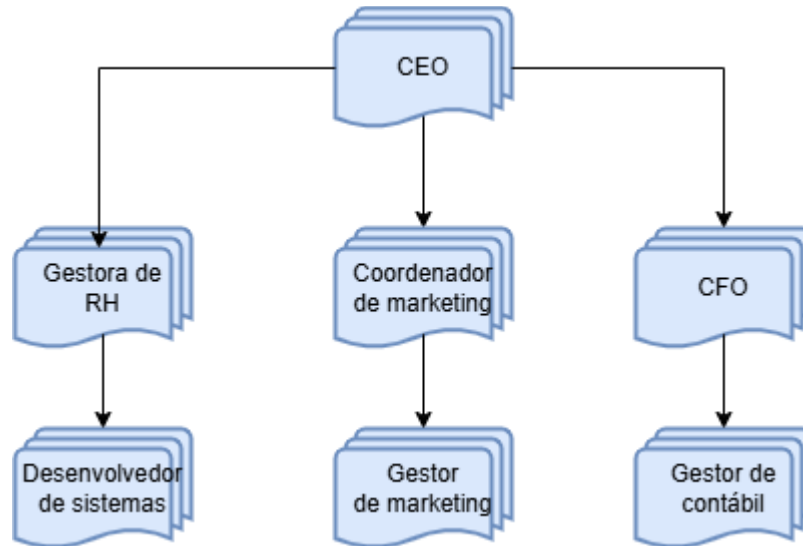 CEO
Gestora de
RH
Coordenador
de marketing
CFO
Desenvolvedor
de sistemas
Gestor
de marketing
Gestor de
contábil